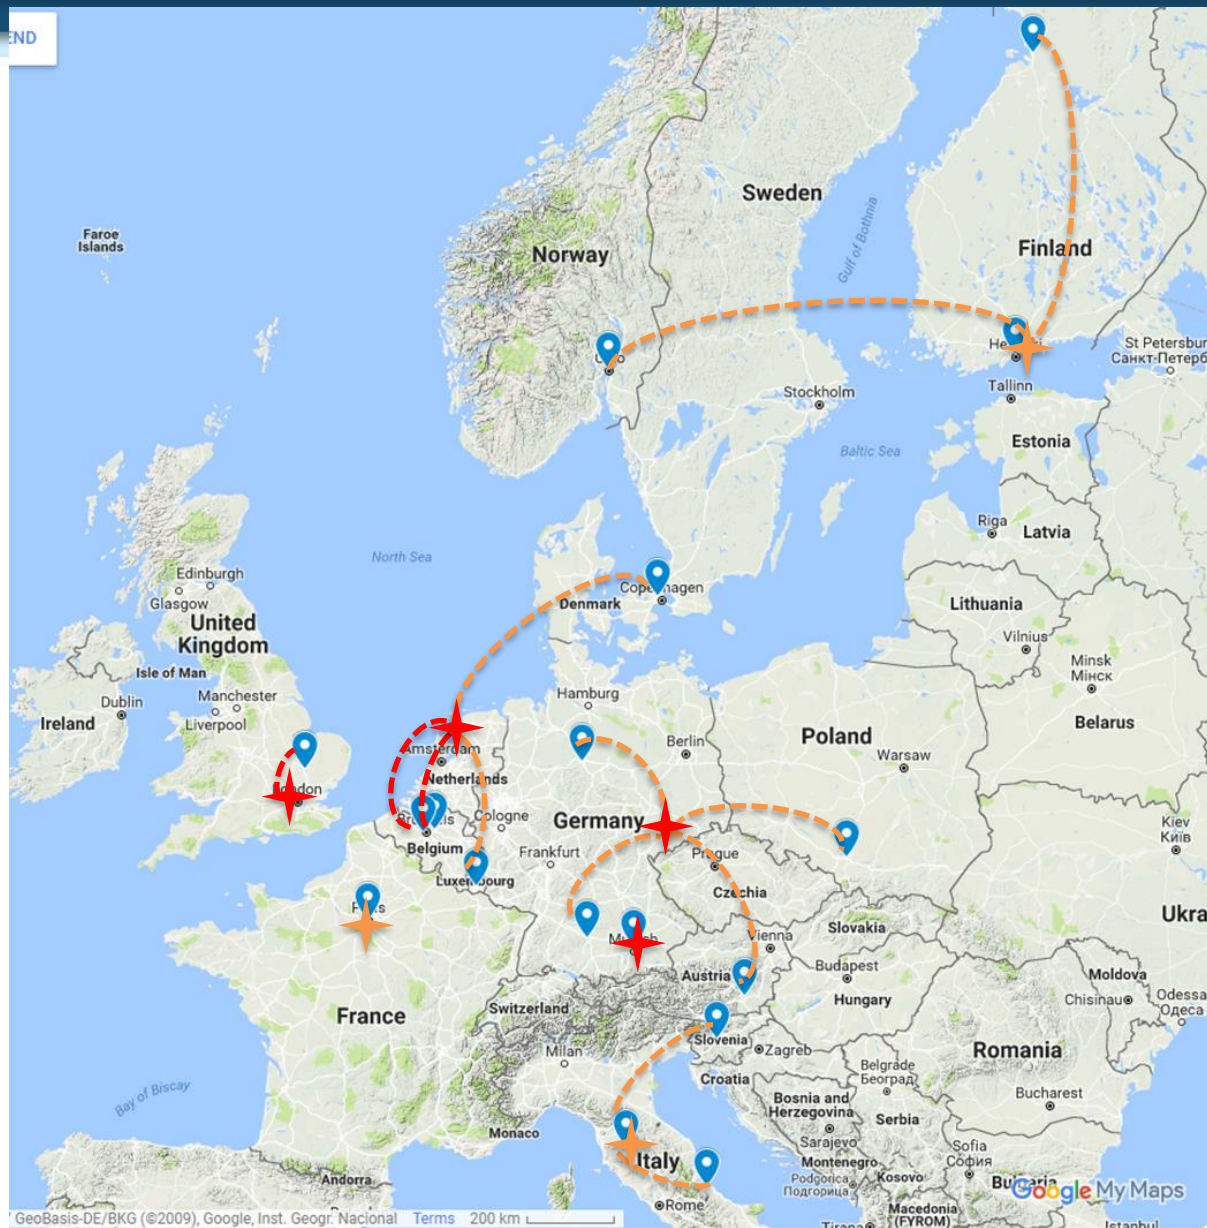 END
Faroe
Islands
Sweden
Norway
Gulf of Bothnia
Finland
St Petersbur
Санкт-Петерб
Tallinn
Stockholm
Estonia
Baltic Sea
Riga
Latvia
North Sea
Edinburgh
Glasgow
United
Kingdom
Denmark
Lithuania
Vilnius
Isle of Man
Minsk
Мінск
Dublin
Manchester
Liverpool
Ireland
Hamburg
Belarus
Poland
Berlin
Warsaw
Amsterdam
Netherlands
Cologne
Germany
Kiev
Київ
Belgium
Frankfurt
Prague
Luxembourg
Czechia
Ukra
Slovakia
Vienna
Austria
Budapest
Moldova
Chisinau
Odessa
Одеса
Hungary
Switzerland
France
Slovenia
Zagreb
Milan
Romania
Croatia
Belgrade
Београд
Bay of Biscay
Bosnia and
Herzegovina
Bucharest
Serbia
Monaco
Sarajevo
Sofia
София
Italy
Montenegro
Podgorica
Подгорица
Kosovo
Andorra
Bulgaria
Google My Maps
Rome
Macedonia
(FYROM)
GeoBasis-DE/BKG (©2009), Google, Inst. Geogr. Nacional Terms 200 km